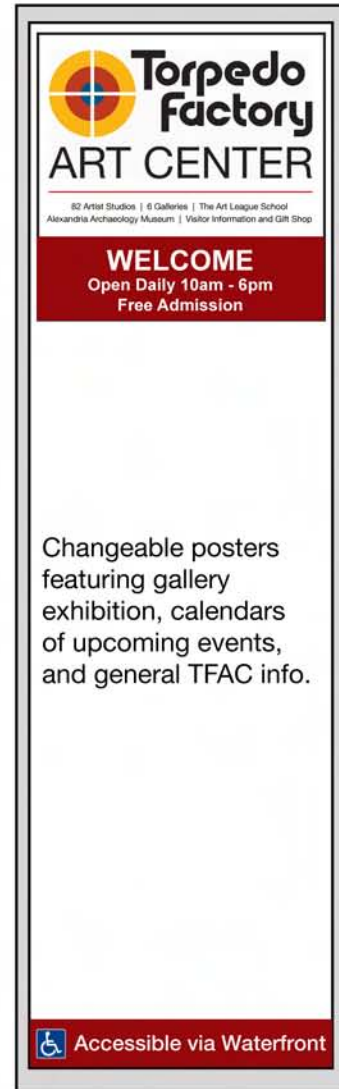 Torpedo
Factory
ART CENTER
82 Artist Studios | 6 Galleries | The Art League School
Alexandria Archaeology Museum | Visitor Information and Gift Shop
WELCOME
Open Daily 10am - 6pm
Free Admission
Changeable posters
featuring gallery
exhibition, calendars
of upcoming events,
and general TFAC info.
Accessible via Waterfront